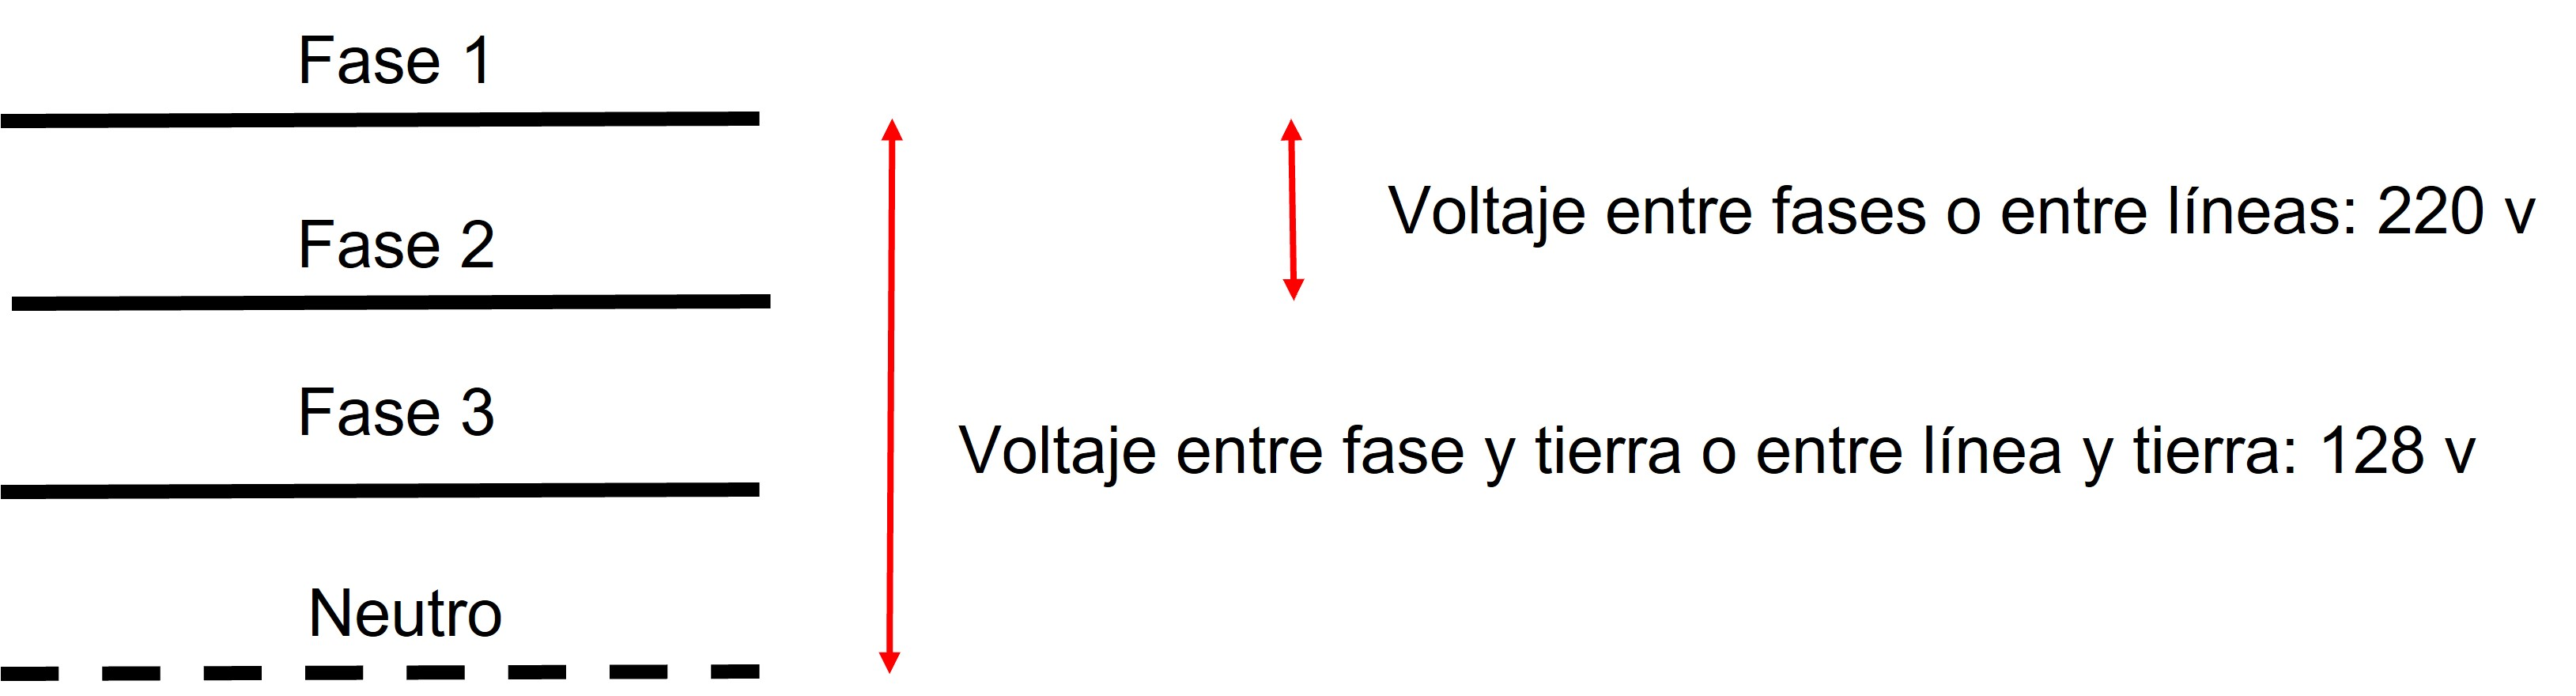 Fase 1
Voltaje entre fases o entre líneas: 220 v
Fase 2
Fase 3
Voltaje entre fase y tierra o entre línea y tierra: 128 v
Neutro